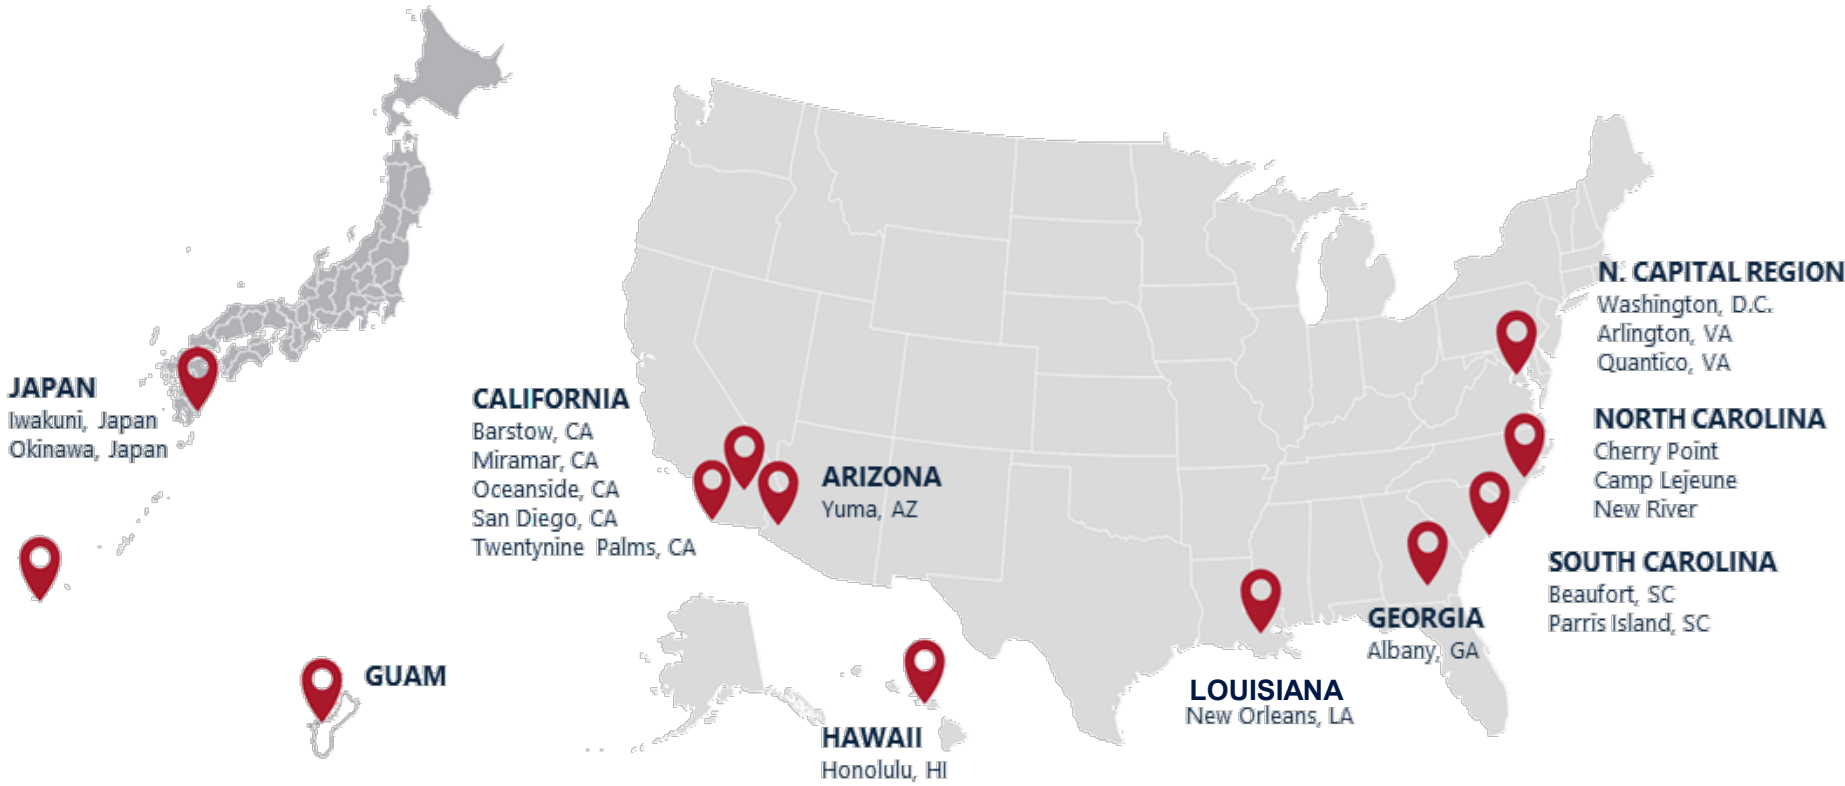 JAPAN
Iwakuni, Japan
Okinawa, Japan
GUAM
CALIFORNIA
Barstow, CA
Miramar, CA
Oceanside, CA
San Diego, CA
Twentynine Palms, CA
ARIZONA
Yuma, AZ
HAWAII
Honolulu, HI
LOUISIANA
New Orleans, LA
GEORGIA
Albany, GA
N. CAPITAL REGION
Washington, D.C.
Arlington, VA
Quantico, VA
NORTH CAROLINA
Cherry Point
Camp Lejeune
New River
SOUTH CAROLINA
Beaufort, SC
Parris Island, SC